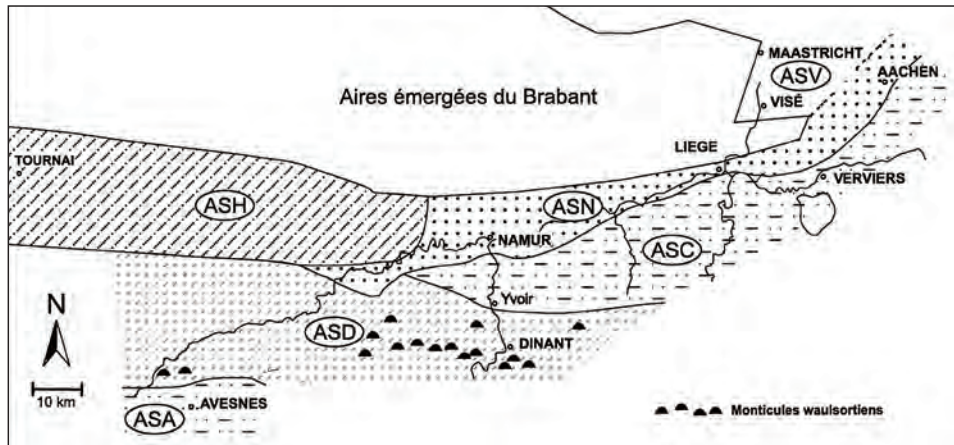 MAASTRICHT
ASV
AACHEN
Aires émergées du Brabant
VISÉ
LIEGE
TOURNAI
VERVIERS
ASH
ASN
NAMUR
ASC
N
Yvoir
ASD
DINANT
10 km
ASA
AVESNES
Monticules waulsortiens